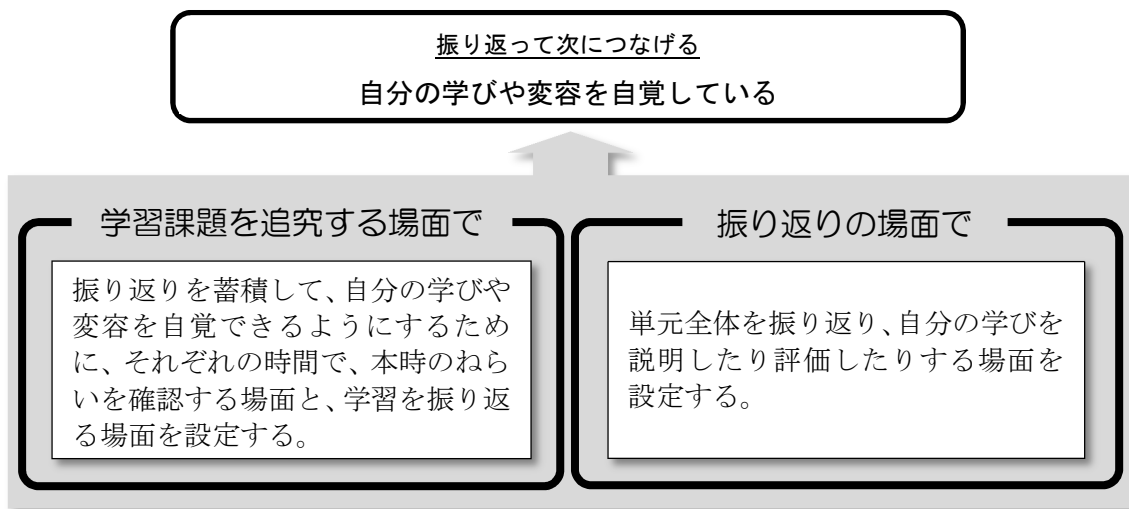 振り返って次につなげる
自分の学びや変容を自覚している
学習課題を追究する場面で
振り返りを蓄積して、自分の学びや
変容を自覚できるようにするため
に、それぞれの時間で、本時のねら
いを確認する場面と、学習を振り返
る場面を設定する。
振り返りの場面で
単元全体を振り返り、自分の学びを
説明したり評価したりする場面を
設定する。